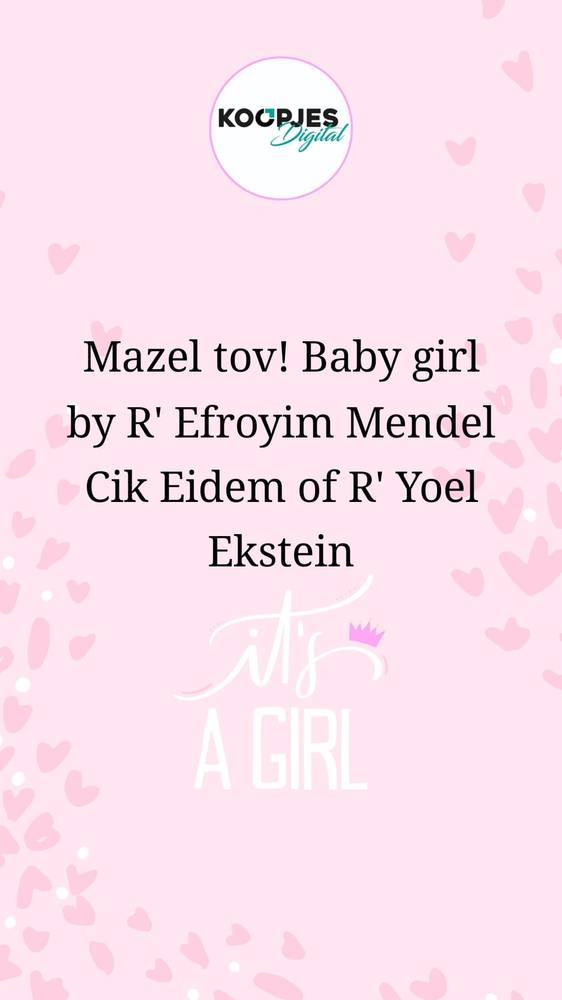 KOOPJES
Digital
Mazel tov! Baby girl
by R' Efroyim Mendel
Cik Eidem of R' Yoel
Ekstein
it's
A GIRL